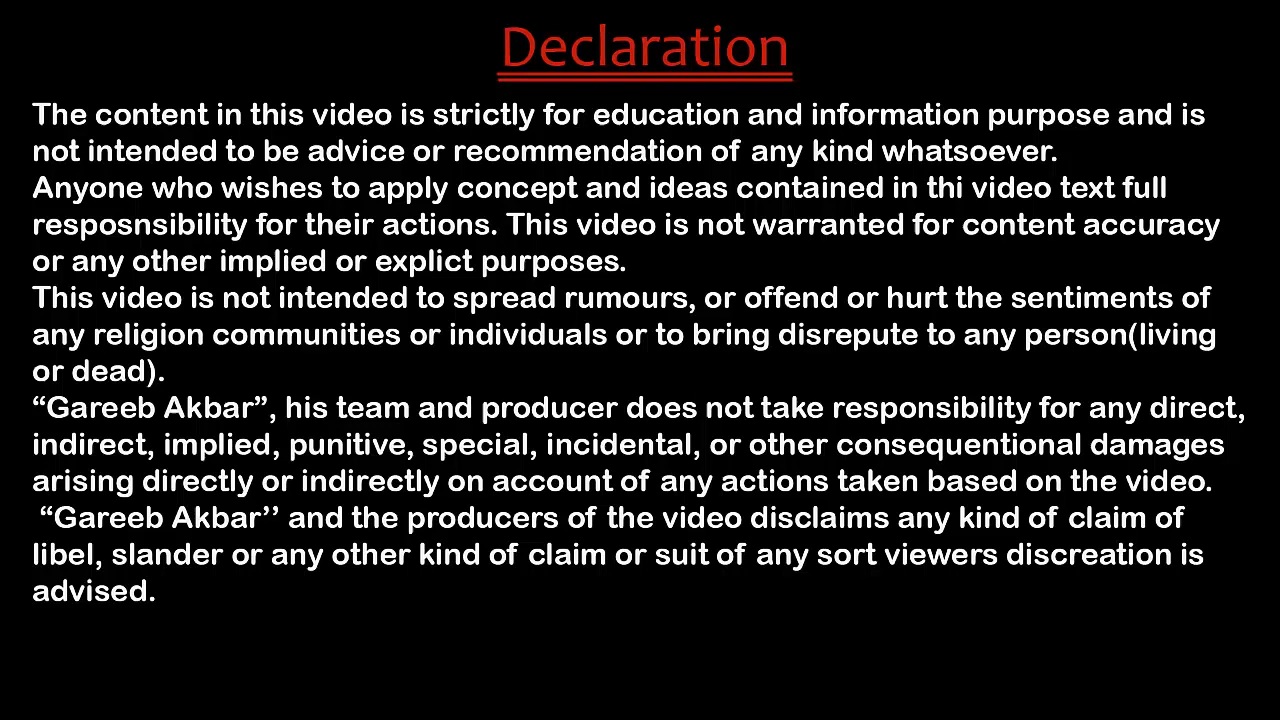 Declaration
The content in this video is strictly for education and information purpose and is
not intended to be advice or recommendation of any kind whatsoever.
Anyone who wishes to apply concept and ideas contained in thi video text full
resposnsibility for their actions. This video is not warranted for content accuracy
or any other implied or explict purposes.
This video is not intended to spread rumours, or offend or hurt the sentiments of
any religion communities or individuals or to bring disrepute to any person(living
or dead).
“Gareeb Akbar”, his team and producer does not take responsibility for any direct,
indirect, implied, punitive, special, incidental, or other consequentional damages
arising directly or indirectly on account of any actions taken based on the video.
“Gareeb Akbar’’ and the producers of the video disclaims any kind of claim of
libel, slander or any other kind of claim or suit of any sort viewers discreation is
advised.